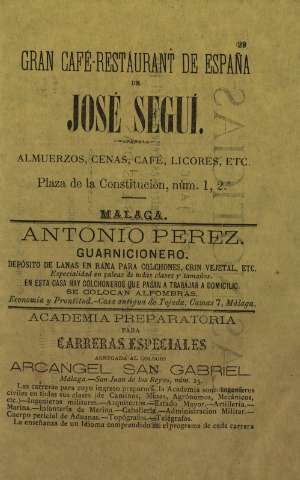 29
GRAN CAFÉ-RESTAURANT DE ESPAÑA
DE
JOSÉ SEGUÍ.
ALMUERZOS, CENAS, CAFÉ, LICORES, ETC.
Plaza de la Constitución, núm. 1, 2.
MALAGA.
ANTONIO PEREZ.
GUARNICIONERO.
DEPÓSITO DE LANAS EN RAMA PARA COLCHONES, CRIN VEJETAL, ETC.
Especialidad en zaleas de todas clases y tamaños.
EN ESTA CASA HAY COLCHONEROS QUE PASAN A TRABAJAR A DOMICILIO.
SE COLOCAN ALFOMBRAS.
Economía y Prontitud.-Casa antigua de Tejada, 7, Málaga.
ACADEMIA PREPARATORIA
PARA
CARRERAS ESPECIALES
AGREGADA AL COLEGIO
ARCANGEL SAN GABRIEL
Málaga.—San Juan de los Reyes, núm. 25.
Las carreras para cuyo ingreso prepara la Academia son: Ingenieros
civiles en todas sus clases (de Caminos, Minas, Agrónomos, Mecánicos,
etc.)—Ingenieros militares.—Arquitectos—Estado Mayor.—Artillería.—
Marina.—Infantería de Marina—Caballería.—Administracion Militar.—
Cuerpo pericial de Aduanas.—Topógrafos.—Telégrafos.
La enseñanza de un Idioma comprendido en el programa de cada carrera